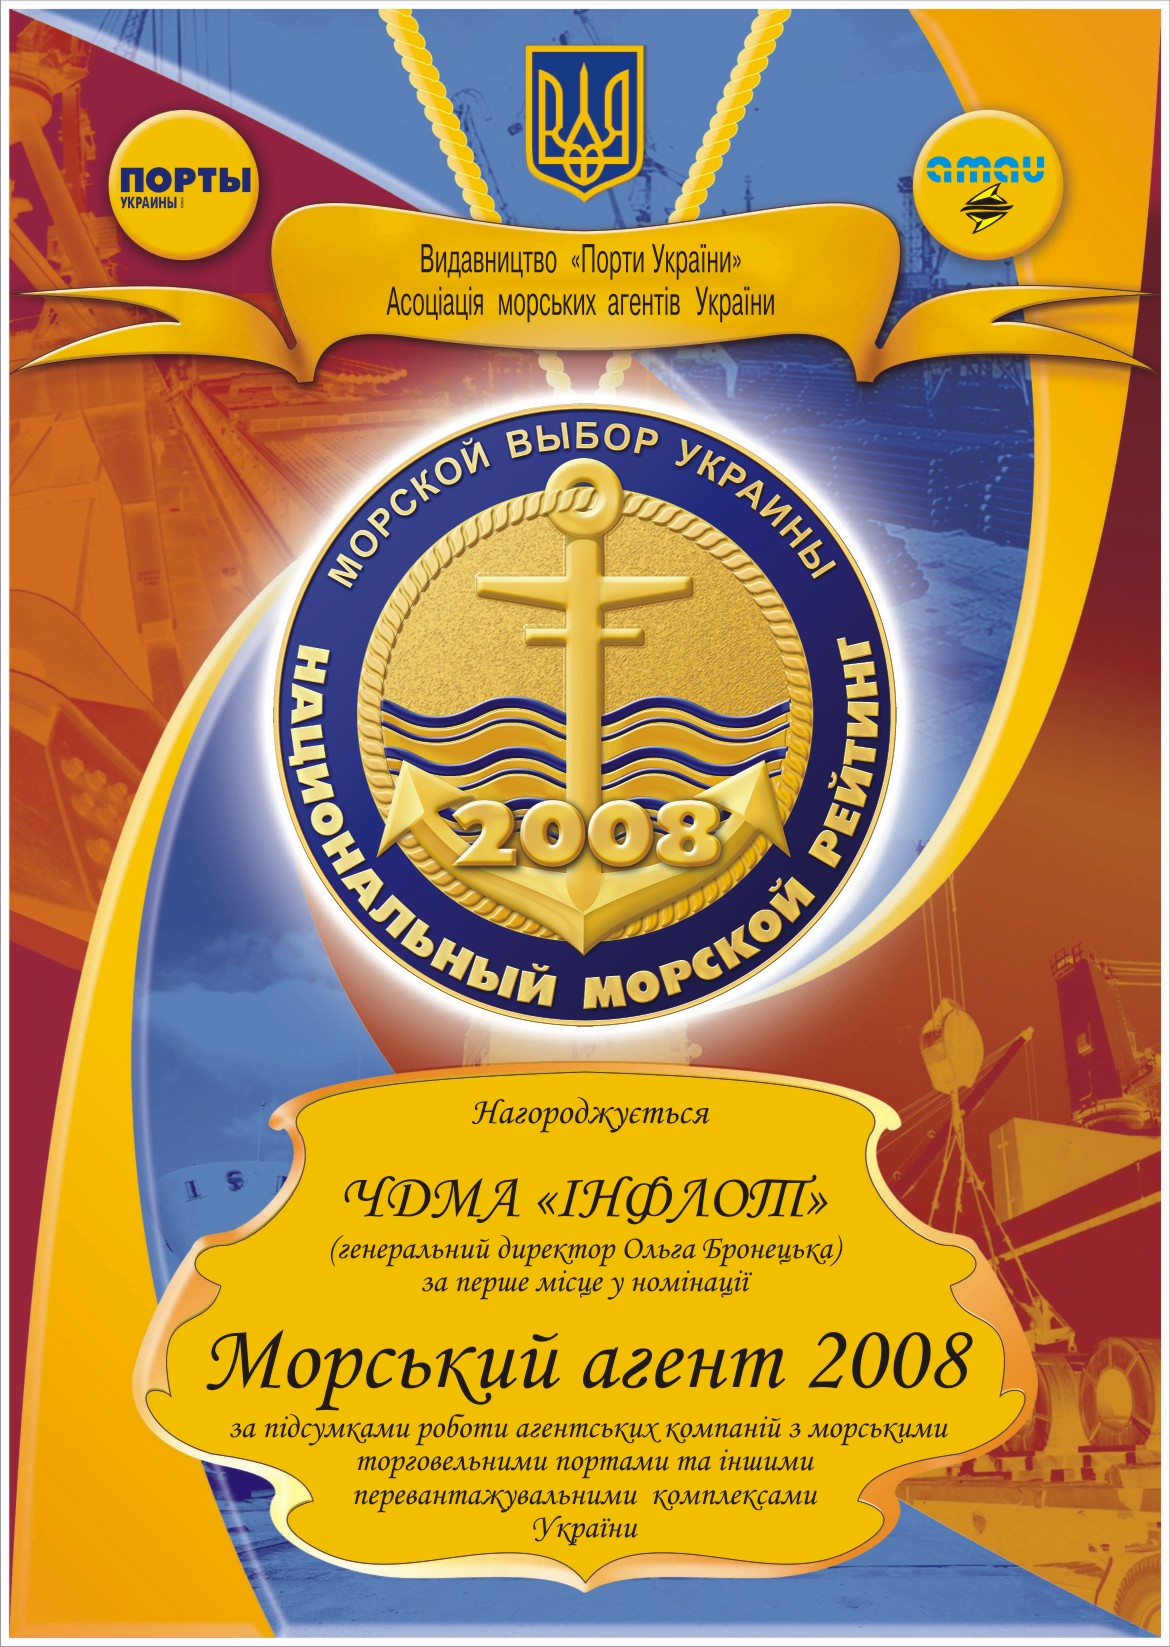 ПОРТЫ
УКРАИНЫ
амаu
Видавництво «Порти України»
Асоціація морських агентів України
МОРСКОЙ ВЫБОР УКРАИНЫ
2008
НАЦИОНАЛЬНЫЙ МОРСКОЙ РЕЙТИНГ
Нагороджується
ЧДМА «ІНФЛОТ»
(генеральний директор Ольга Бронецька)
за перше місце у номінації
Морський агент 2008
за підсумками роботи агентських компаній з морськими
торговельними портами та іншими
перевантажувальними комплексами
України